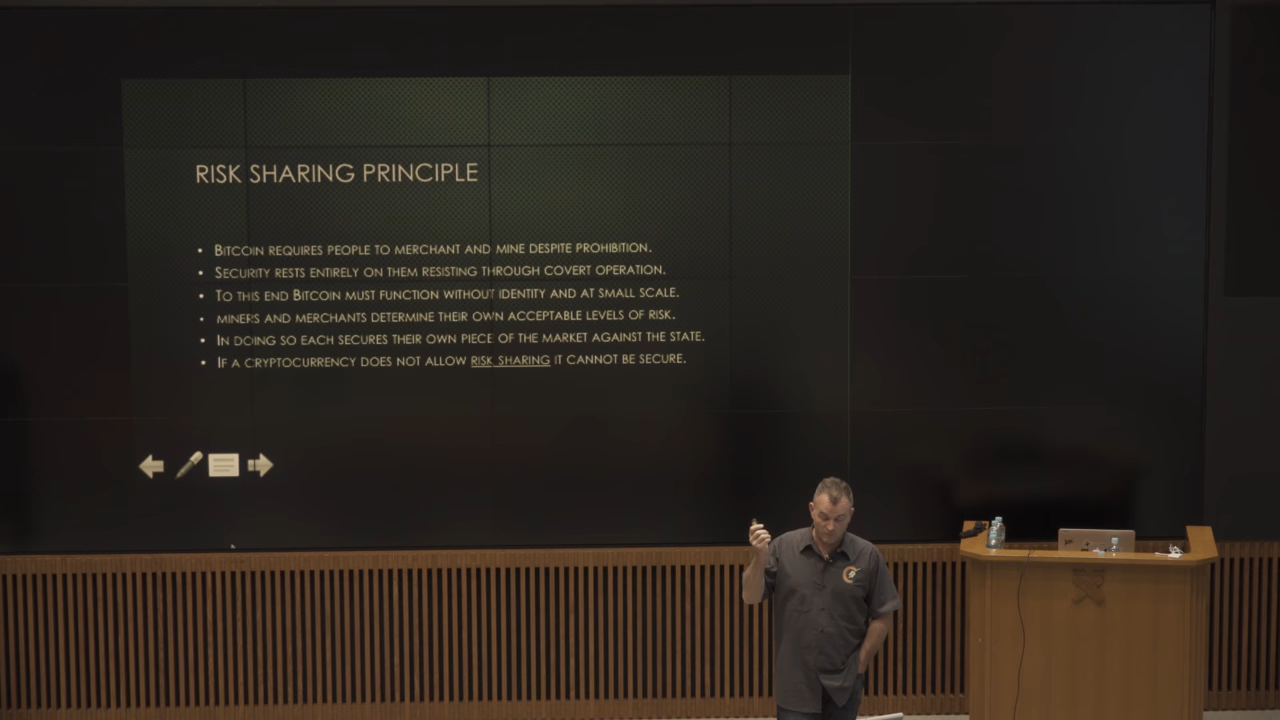 RISK SHARING PRINCIPLE
• BITCOIN REQUIRES PEOPLE TO MERCHANT AND MINE DESPITE PROHIBITION.
• SECURITY RESTS ENTIRELY ON THEM RESISTING THROUGH COVERT OPERATION.
• TO THIS END BITCOIN MUST FUNCTION WITHOUT IDENTITY AND AT SMALL SCALE.
• MINERS AND MERCHANTS DETERMINE THEIR OWN ACCEPTABLE LEVELS OF RISK.
• IN DOING SO EACH SECURES THEIR OWN PIECE OF THE MARKET AGAINST THE STATE.
• IF A CRYPTOCURRENCY DOES NOT ALLOW RISK SHARING IT CANNOT BE SECURE.